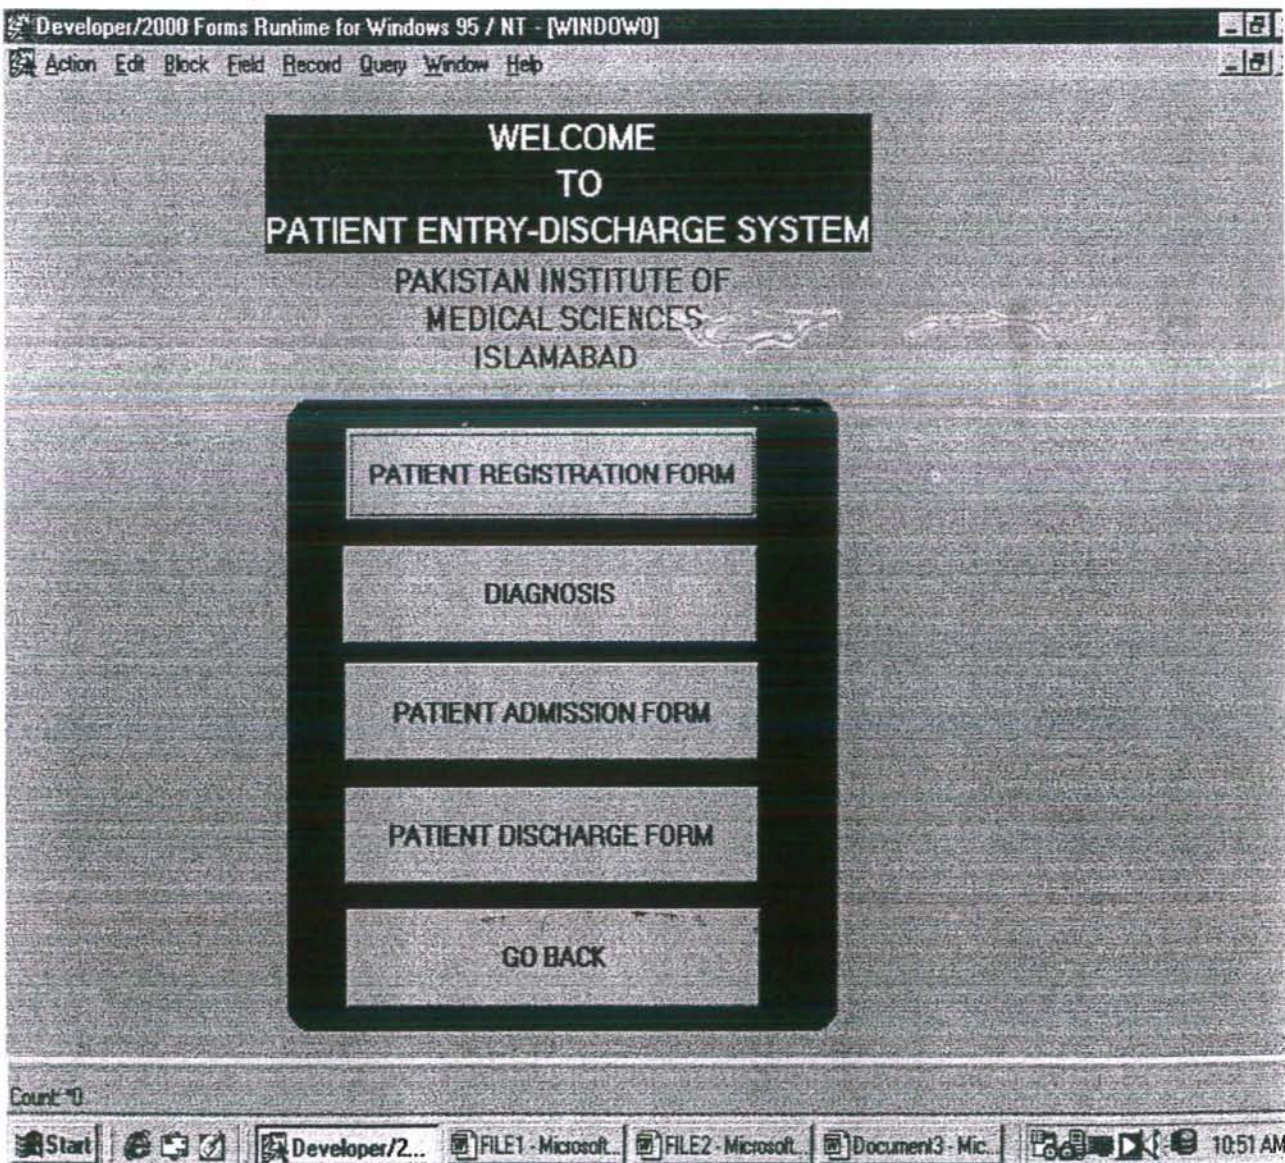 Developer/2000 Forms Runtime for Windows 95 / NT - [WINDOW0]
Action Edit Block Field Record Query Window Help
WELCOME
TO
PATIENT ENTRY-DISCHARGE SYSTEM
PAKISTAN INSTITUTE OF
MEDICAL SCIENCES
ISLAMABAD
PATIENT REGISTRATION FORM
DIAGNOSIS
PATIENT ADMISSION FORM
PATIENT DISCHARGE FORM
GO BACK
Count: *0
Start Developer/2... FILE1 - Microsoft... FILE2 - Microsoft... Document3 - Mic... 10:51 AM